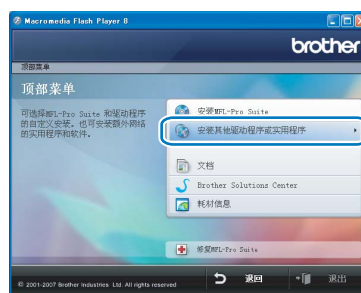 Macromedia Flash Player 8
brother
顶部菜单
顶部菜单
可选择MFL-Pro Suite 和驱动程序
的自定义安装。也可安装额外网络
的实用程序和软件。
安装MFL-Pro Suite
安装其他驱动程序或实用程序
文档
Brother Solutions Center
耗材信息
修复MFL-Pro Suite
© 2001-2007 Brother Industries, Ltd. All rights reserved
退回
退出